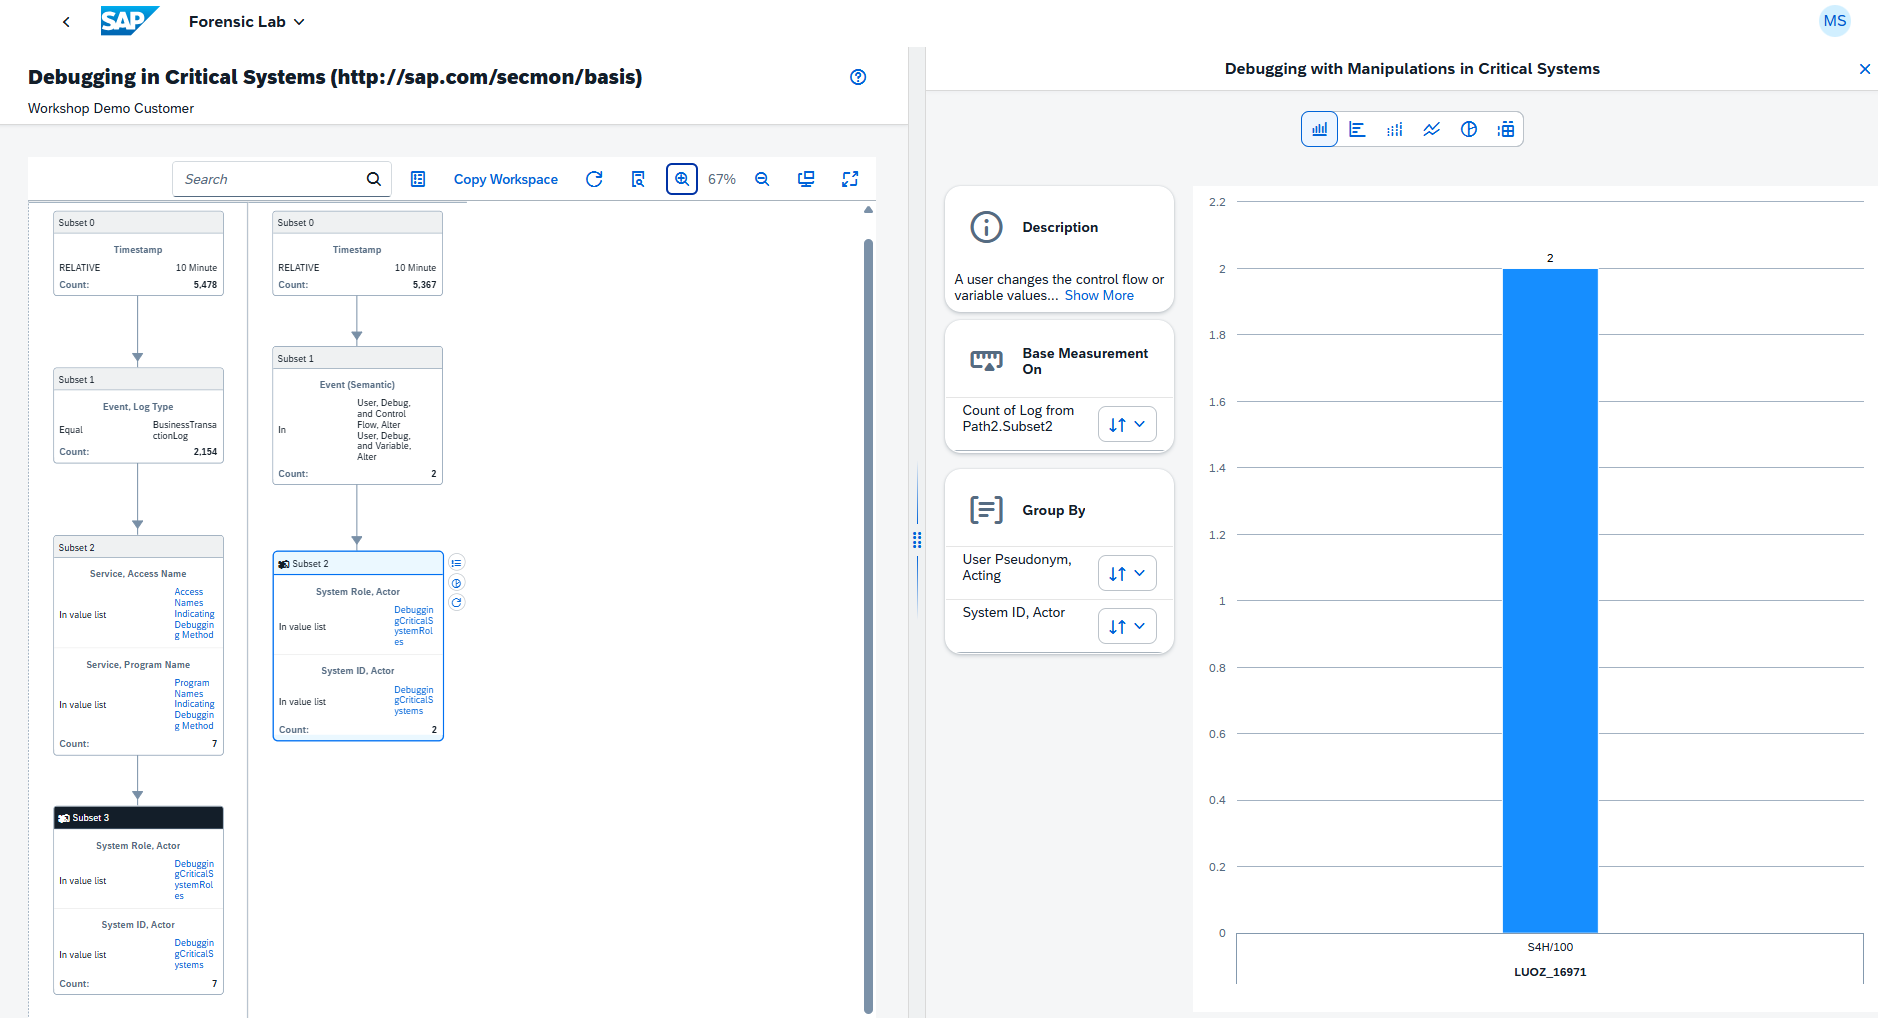 SAP
Forensic Lab
MS
Debugging in Critical Systems (http://sap.com/secmon/basis)
Workshop Demo Customer
Search
Copy Workspace
67%
Subset 0
Timestamp
RELATIVE 10 Minute
Count: 5,478
Subset 1
Event, Log Type
Equal
BusinessTransa
ctionLog
Count: 2,154
Subset 2
Service, Access Name
In value list
Access
Names
Indicating
Debuggin
g Method
Service, Program Name
In value list
Program
Names
Indicating
Debuggin
g Method
Count: 7
Subset 3
System Role, Actor
In value list
Debuggin
gCriticalS
ystemRol
es
System ID, Actor
In value list
Debuggin
gCriticalS
ystems
Count: 7
Subset 0
Timestamp
RELATIVE 10 Minute
Count: 5,367
Subset 1
Event (Semantic)
In
User, Debug,
and Control
Flow, Alter
User, Debug,
and Variable,
Alter
Count: 2
Subset 2
System Role, Actor
In value list
Debuggin
gCriticalS
ystemRol
es
System ID, Actor
In value list
Debuggin
gCriticalS
ystems
Count: 2
Debugging with Manipulations in Critical Systems
Description
A user changes the control flow or
variable values... Show More
Base Measurement
On
Count of Log from
Path2.Subset2
Group By
User Pseudonym,
Acting
System ID, Actor
2.2
2
1.8
1.6
1.4
1.2
1
0.8
0.6
0.4
0.2
0
2
S4H/100
LUOZ_16971